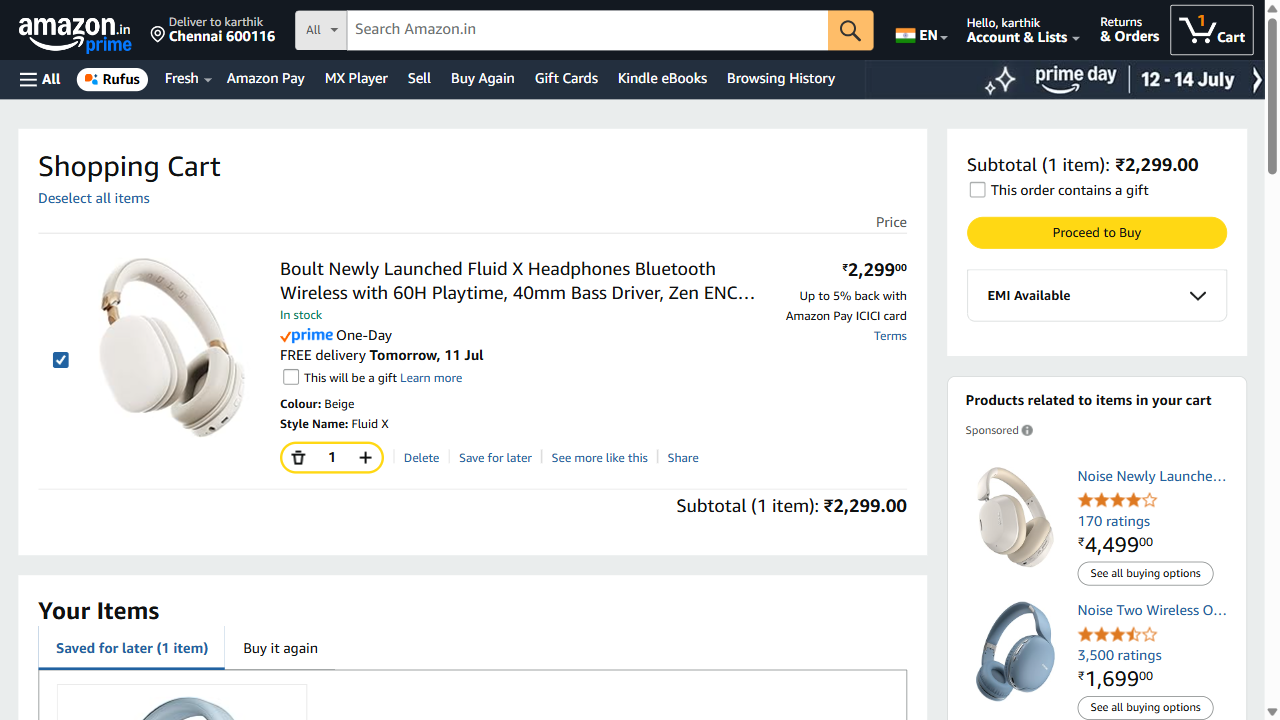 amazon.in
prime
Deliver to karthik
Chennai 600116
All
Search Amazon.in
EN
Hello, karthik
Account & Lists
Returns
& Orders
1
Cart
All
Rufus
Fresh
Amazon Pay
MX Player
Sell
Buy Again
Gift Cards
Kindle eBooks
Browsing History
prime day
12 - 14 July
Shopping Cart
Deselect all items
Price
BOULT
Boult Newly Launched Fluid X Headphones Bluetooth
Wireless with 60H Playtime, 40mm Bass Driver, Zen ENC…
In stock
prime One-Day
FREE delivery Tomorrow, 11 Jul
This will be a gift Learn more
Colour: Beige
Style Name: Fluid X
1
Delete
Save for later
See more like this
Share
₹2,29900
Up to 5% back with
Amazon Pay ICICI card
Terms
Subtotal (1 item): ₹2,299.00
Your Items
Saved for later (1 item)
Buy it again
Subtotal (1 item): ₹2,299.00
This order contains a gift
Proceed to Buy
EMI Available
Products related to items in your cart
Sponsored
Noise Newly Launche…
170 ratings
₹4,49900
See all buying options
Noise Two Wireless O…
3,500 ratings
₹1,69900
See all buying options